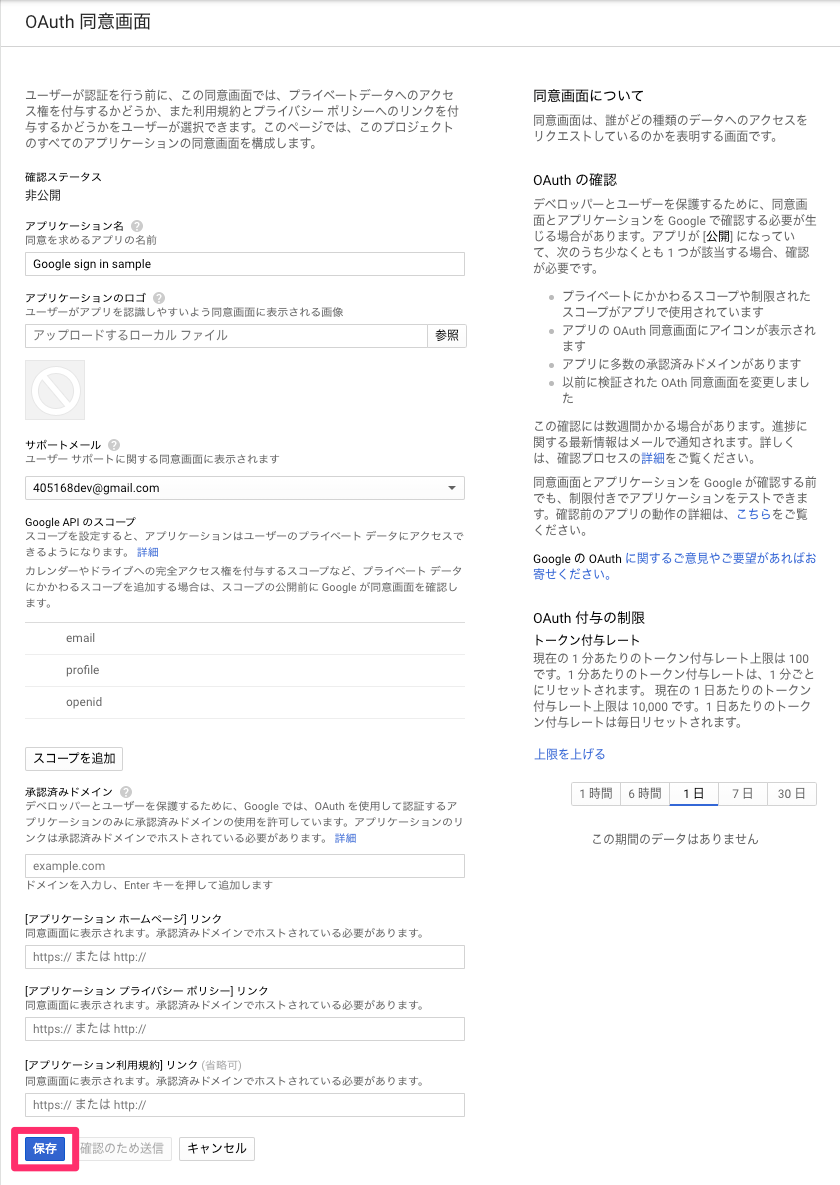 OAuth 同意画面
ユーザーが認証を行う前に、この同意画面では、プライベートデータへのアクセ
ス権を付与するかどうか、また利用規約とプライバシー ポリシーへのリンクを付
与するかどうかをユーザーが選択できます。このページでは、このプロジェクト
のすべてのアプリケーションの同意画面を構成します。
確認ステータス
非公開
アプリケーション名 ?
同意を求めるアプリの名前
Google sign in sample
アプリケーションのロゴ ?
ユーザーがアプリを認識しやすいよう同意画面に表示される画像
アップロードするローカル ファイル
参照
サポートメール ?
ユーザー サポートに関する同意画面に表示されます
405168dev@gmail.com
Google API のスコープ
スコープを設定すると、アプリケーションはユーザーのプライベート データにアクセスで
きるようになります。 詳細
カレンダーやドライブへの完全アクセス権を付与するスコープなど、プライベート データ
にかかわるスコープを追加する場合は、スコープの公開前に Google が同意画面を確認し
ます。
email
profile
openid
スコープを追加
承認済みドメイン ?
デベロッパーとユーザーを保護するために、Google では、OAuth を使用して認証するア
プリケーションのみに承認済みドメインの使用を許可しています。アプリケーションのリ
ンクは承認済みドメインでホストされている必要があります。 詳細
example.com
ドメインを入力し、Enter キーを押して追加します
[アプリケーション ホームページ] リンク
同意画面に表示されます。承認済みドメインでホストされている必要があります。
https:// または http://
[アプリケーション プライバシー ポリシー] リンク
同意画面に表示されます。承認済みドメインでホストされている必要があります。
https:// または http://
[アプリケーション利用規約] リンク (省略可)
同意画面に表示されます。承認済みドメインでホストされている必要があります。
https:// または http://
保存
確認のため送信
キャンセル
同意画面について
同意画面は、誰がどの種類のデータへのアクセスを
リクエストしているのかを表明する画面です。
OAuth の確認
デベロッパーとユーザーを保護するために、同意画
面とアプリケーションを Google で確認する必要が生
じる場合があります。アプリが [公開] になってい
て、次のうち少なくとも 1 つが該当する場合、確認
が必要です。
プライベートにかかわるスコープや制限された
スコープがアプリで使用されています
アプリの OAuth 同意画面にアイコンが表示され
ます
アプリに多数の承認済みドメインがあります
以前に検証された OAth 同意画面を変更しまし
た
この確認には数週間かかる場合があります。進捗に
関する最新情報はメールで通知されます。詳しく
は、確認プロセスの詳細をご覧ください。
同意画面とアプリケーションを Google が確認する前
でも、制限付きでアプリケーションをテストできま
す。確認前のアプリの動作の詳細は、こちらをご覧
ください。
Google の OAuth に関するご意見やご要望があればお
寄せください。
OAuth 付与の制限
トークン付与レート
現在の 1 分あたりのトークン付与レート上限は 100
です。1 分あたりのトークン付与レートは、1 分ごと
にリセットされます。 現在の 1 日あたりのトークン
付与レート上限は 10,000 です。1 日あたりのトーク
ン付与レートは毎日リセットされます。
上限を上げる
1 時間 6 時間 1 日 7 日 30 日
この期間のデータはありません